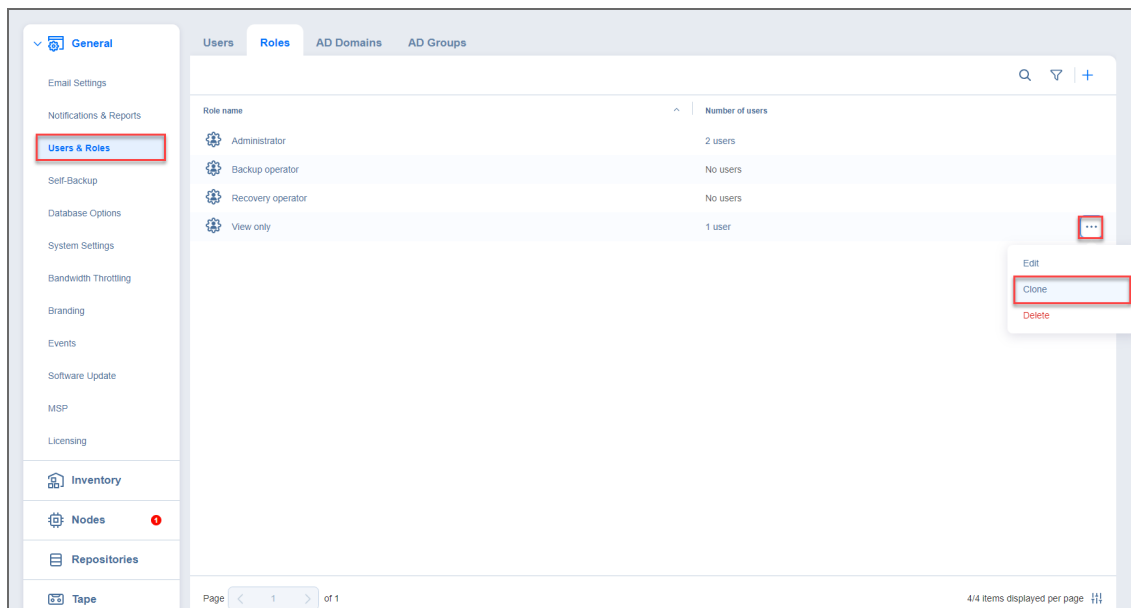 General
Email Settings
Notifications & Reports
Users & Roles
Self-Backup
Database Options
System Settings
Bandwidth Throttling
Branding
Events
Software Update
MSP
Licensing
Inventory
Nodes 1
Repositories
Tape
Users Roles AD Domains AD Groups
Role name Number of users
Administrator 2 users
Backup operator No users
Recovery operator No users
View only 1 user
Edit
Clone
Delete
Page 1 of 1 4/4 items displayed per page